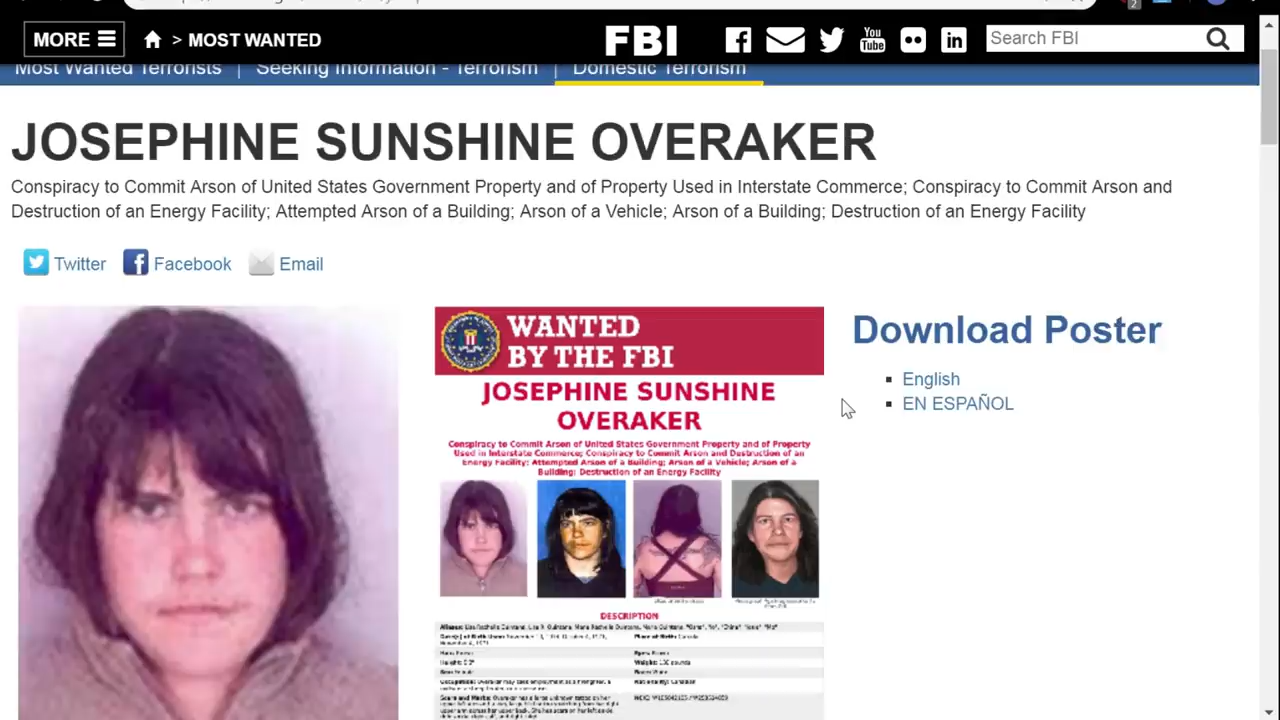 2
MORE
> MOST WANTED
FBI
You
Tube
Search FBI
Most Wanted Terrorists | Seeking Information - Terrorism | Domestic Terrorism
JOSEPHINE SUNSHINE OVERAKER
Conspiracy to Commit Arson of United States Government Property and of Property Used in Interstate Commerce; Conspiracy to Commit Arson and
Destruction of an Energy Facility; Attempted Arson of a Building; Arson of a Vehicle; Arson of a Building; Destruction of an Energy Facility
Twitter
Facebook
Email
WANTED
BY THE FBI
JOSEPHINE SUNSHINE
OVERAKER
Conspiracy to Commit Arson of United States Government Property and of Property
Used in Interstate Commerce; Conspiracy to Commit Arson and Destruction of an
Energy Facility; Attempted Arson of a Building; Arson of a Vehicle; Arson of a
Building; Destruction of an Energy Facility
DESCRIPTION
Download Poster
English
EN ESPAÑOL